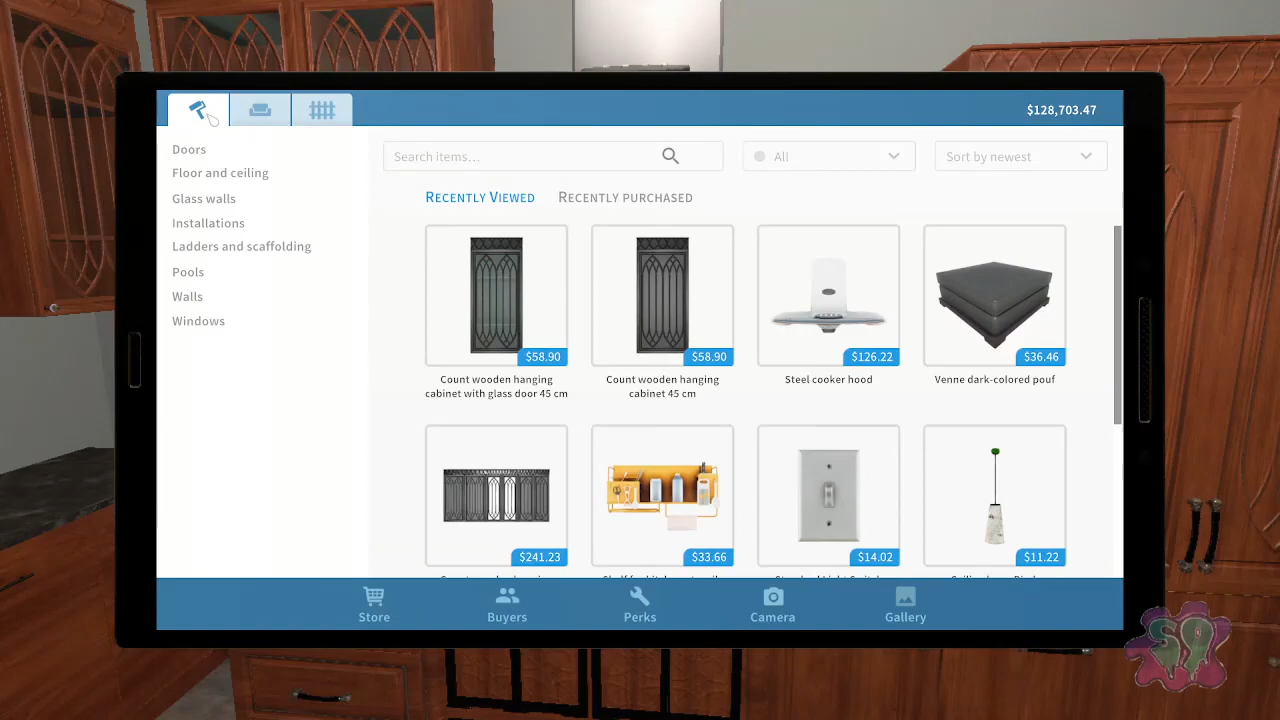 $128,703.47
Doors
Floor and ceiling
Glass walls
Installations
Ladders and scaffolding
Pools
Walls
Windows
Search items...
All
Sort by newest
RECENTLY VIEWED
RECENTLY PURCHASED
$58.90
Count wooden hanging
cabinet with glass door 45 cm
$58.90
Count wooden hanging
cabinet 45 cm
$126.22
Steel cooker hood
$36.46
Venne dark-colored pouf
$241.23
$33.66
$14.02
$11.22
Store
Buyers
Perks
Camera
Gallery